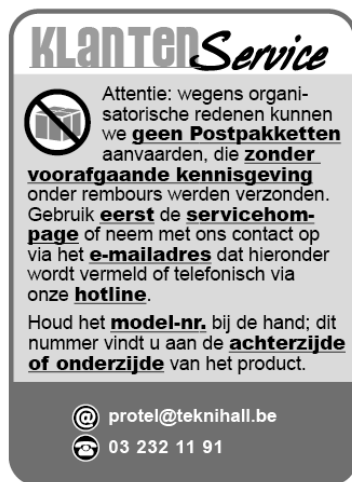 KLANTEN Service
Attentie: wegens organi-
satorische redenen kunnen
we geen Postpakketten
aanvaarden, die zonder
voorafgaande kennisgeving
onder rembours werden verzonden.
Gebruik eerst de servicehom-
page of neem met ons contact op
via het e-mailadres dat hieronder
wordt vermeld of telefonisch via
onze hotline.
Houd het model-nr. bij de hand; dit
nummer vindt u aan de achterzijde
of onderzijde van het product.
@ protel@teknihall.be
03 232 11 91